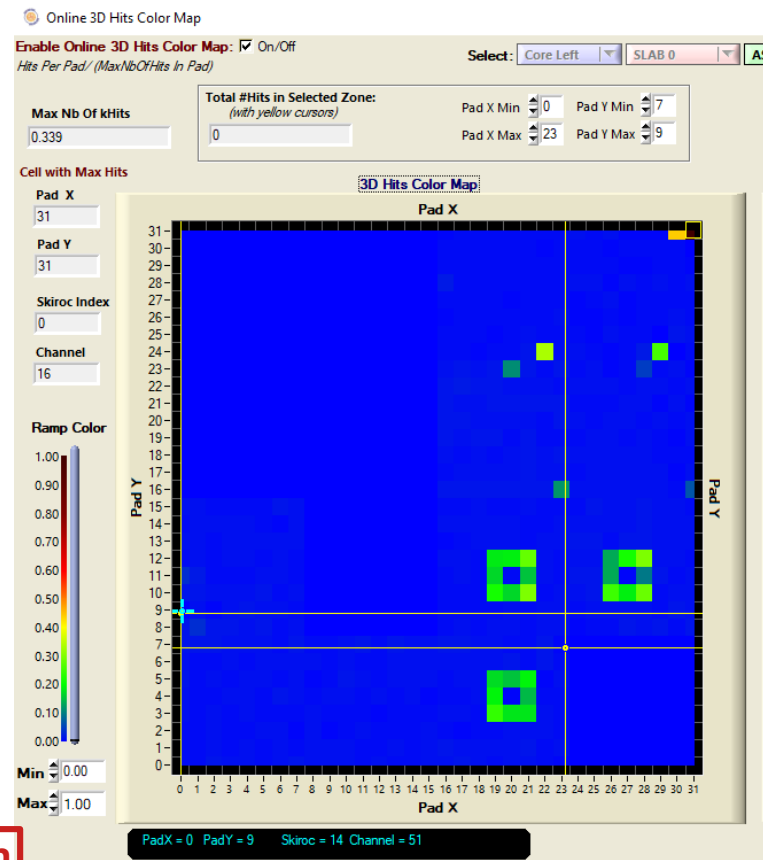 Online 3D Hits Color Map
Enable Online 3D Hits Color Map: On/Off
Hits Per Pad/ (MaxNbOfHits In Pad)
Select: Core Left SLAB 0
Max Nb Of kHits
0.339
Total #Hits in Selected Zone:
(with yellow cursors)
0
Pad X Min 0 Pad Y Min 7
Pad X Max 23 Pad Y Max 9
Cell with Max Hits
Pad X
31
Pad Y
31
Skiroc Index
0
Channel
16
Ramp Color
1.00
0.90
0.80
0.70
0.60
0.50
0.40
0.30
0.20
0.10
0.00
Min 0.00
Max 1.00
3D Hits Color Map
Pad X
31
30
29
28
27
26
25
24
23
22
21
20
19
18
17
16
15
14
13
12
11
10
9
8
7
6
5
4
3
2
1
0
Pad Y
Pad Y
0 1 2 3 4 5 6 7 8 9 10 11 12 13 14 15 16 17 18 19 20 21 22 23 24 25 26 27 28 29 30 31
Pad X
PadX = 0 PadY = 9 Skiroc = 14 Channel = 51